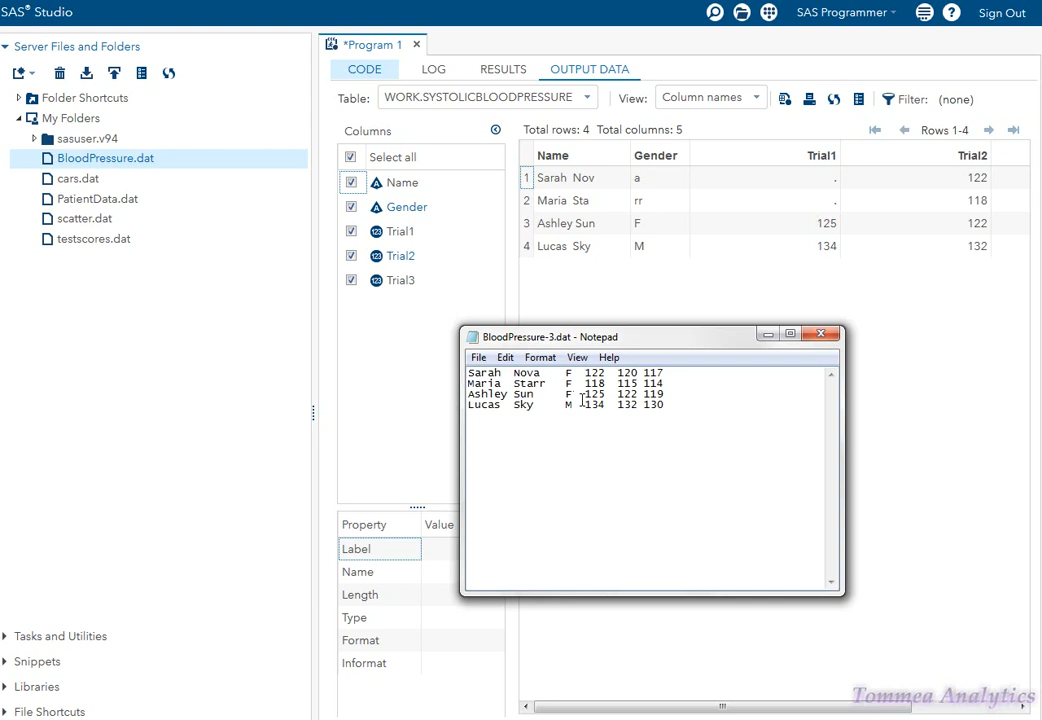 SAS® Studio
SAS Programmer
Sign Out
Server Files and Folders
Folder Shortcuts
My Folders
sasuser.v94
BloodPressure.dat
cars.dat
PatientData.dat
scatter.dat
testscores.dat
Tasks and Utilities
Snippets
Libraries
File Shortcuts
*Program 1
CODE LOG RESULTS OUTPUT DATA
Table: WORK.SYSTOLICBLOODPRESSURE View: Column names Filter: (none)
Columns
Select all
Name
Gender
Trial1
Trial2
Trial3
Property Value
Label
Name
Length
Type
Format
Informat
Total rows: 4 Total columns: 5 Rows 1-4
Name Gender Trial1 Trial2
1 Sarah Nov a . 122
2 Maria Sta rr . 118
3 Ashley Sun F 125 122
4 Lucas Sky M 134 132
BloodPressure-3.dat - Notepad
File Edit Format View Help
Sarah Nova F 122 120 117
Maria Starr F 118 115 114
Ashley Sun F 125 122 119
Lucas Sky M 134 132 130
Tommea Analytics